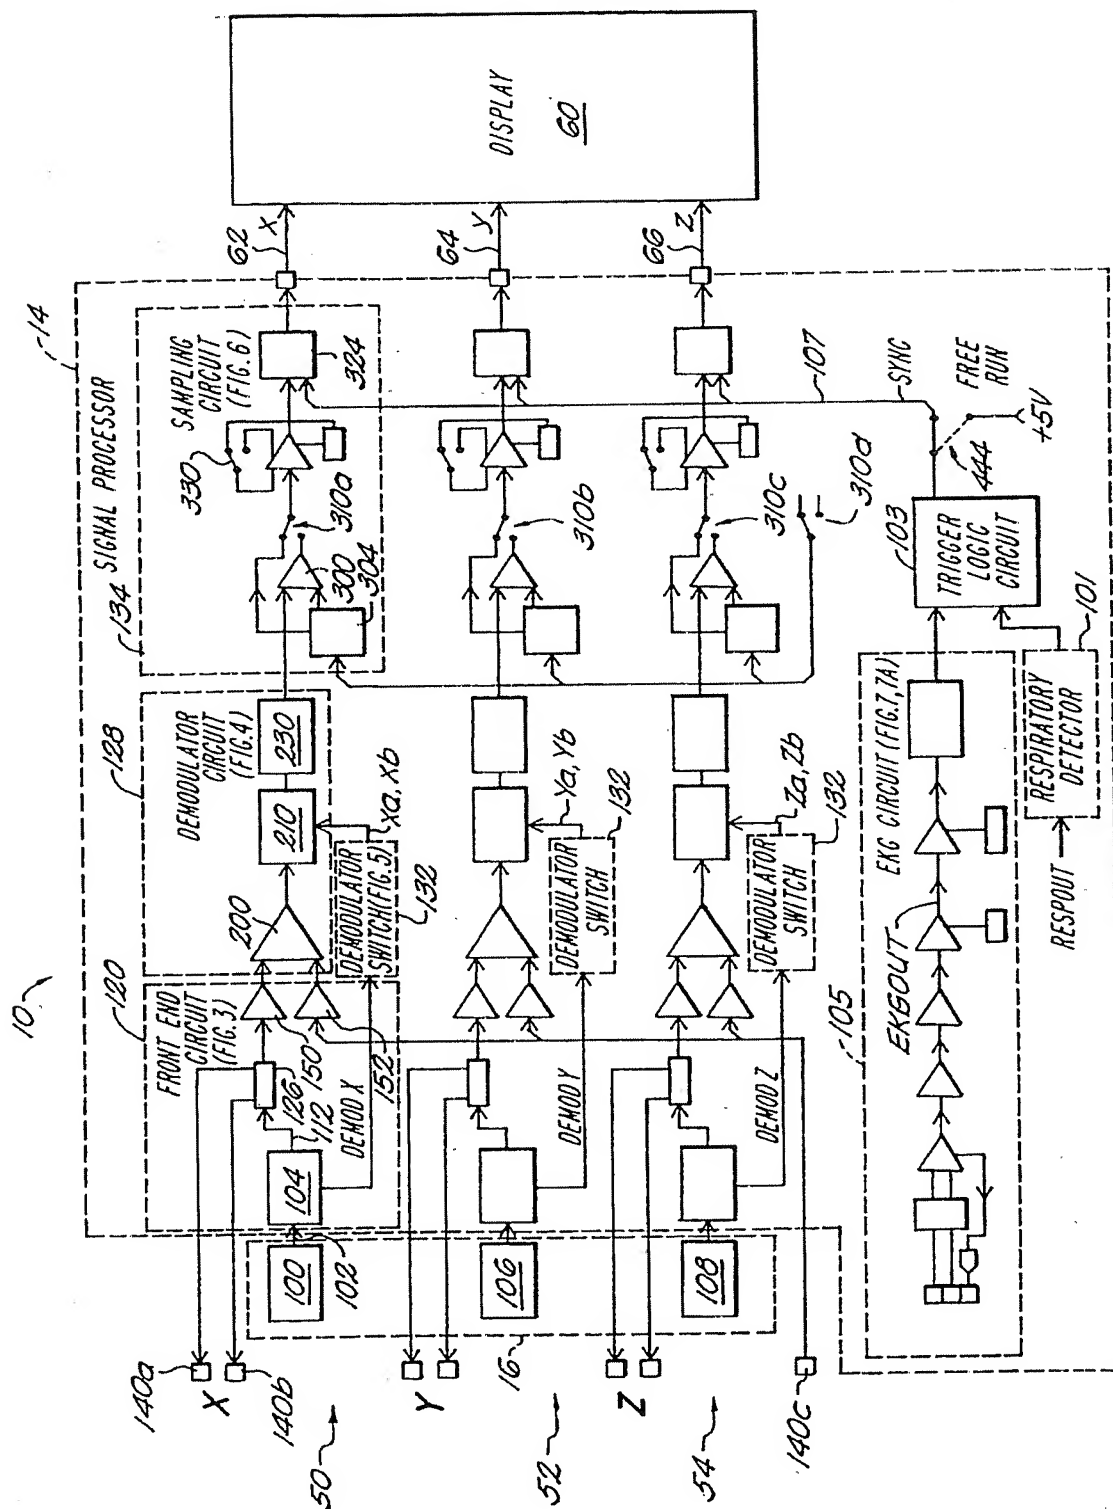 10
14
SIGNAL PROCESSOR
120
FRONT END
CIRCUIT
(FIG.3)
128
DEMODULATOR
CIRCUIT
(FIG.4)
134
SAMPLING
CIRCUIT
(FIG.6)
140a
X
140b
50
100
102
104
112
126
150
152
DEMOD X
200
210
230
DEMODULATOR
SWITCH(FIG.5)
132
Xa, Xb
300
304
310a
330
324
62
X
DISPLAY
60
Y
52
16
106
DEMOD Y
DEMODULATOR
SWITCH
132
Ya, Yb
310b
64
Y
Z
54
108
140c
DEMOD Z
DEMODULATOR
SWITCH
132
Za, Zb
310c
310d
66
Z
107
SYNC
FREE
RUN
+5V
444
103
TRIGGER
LOGIC
CIRCUIT
101
RESPIRATORY
DETECTOR
RESPOUT
105
EKGOUT
EKG CIRCUIT (FIG.7,7A)